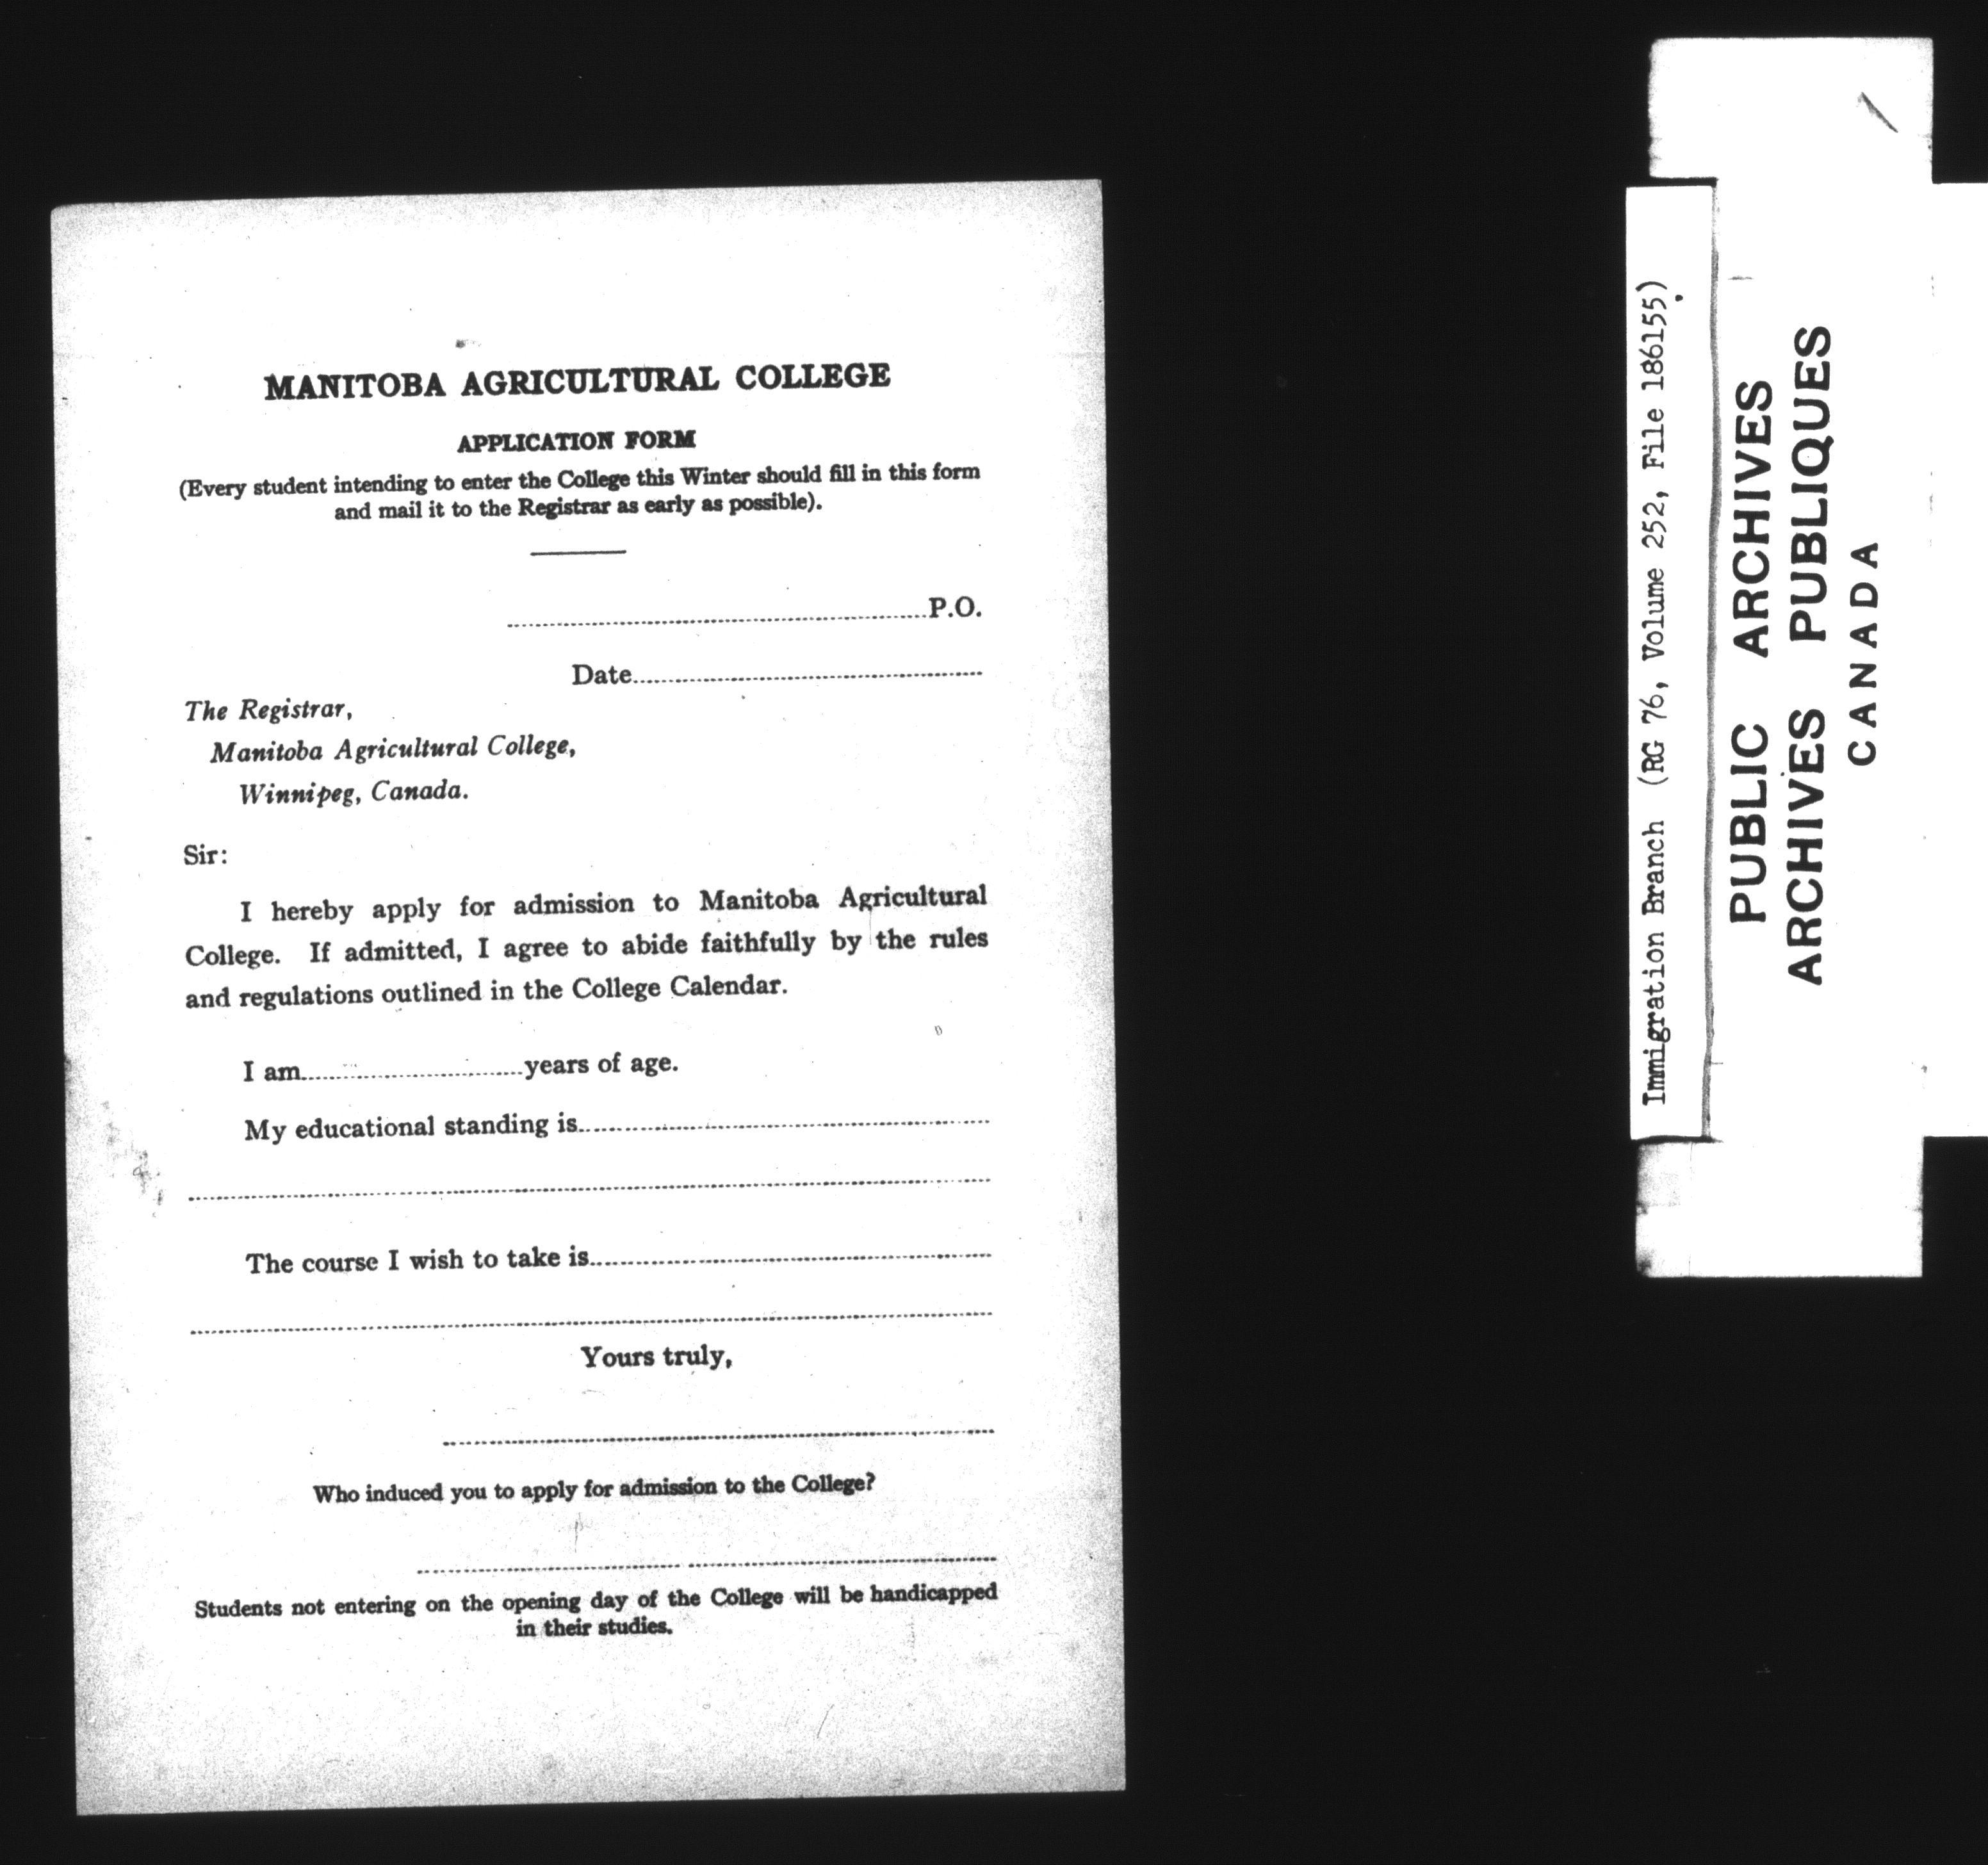 MANITOBA AGRICULTURAL COLLEGE
APPLICATION FORM
(Every student intending to enter the College this Winter should fill in this form
and mail it to the Registrar as early as possible).
P.O.
Date
The Registrar,
Manitoba Agricultural College,
Winnipeg, Canada.
Sir:
I hereby apply for admission to Manitoba Agricultural
College. If admitted, I agree to abide faithfully by the rules
and regulations outlined in the College Calendar.
I am ........ years of age.
My educational standing is
The course I wish to take is
Yours truly,
Who induced you to apply for admission to the College?
Students not entering on the opening day of the College will be handicapped
in their studies.
Immigration Branch (RG 76, Volume 252, File 186155)
PUBLIC ARCHIVES
ARCHIVES PUBLIQUES
CANADA